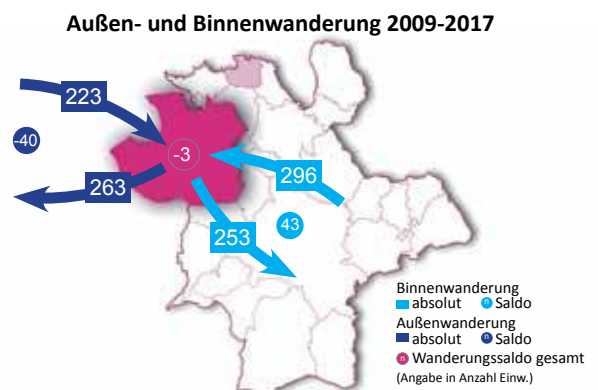 Außen- und Binnenwanderung 2009-2017
223
-40
-3
263
296
43
253
Binnenwanderung
absolut n Saldo
Außenwanderung
absolut n Saldo
n Wanderungssaldo gesamt
(Angabe in Anzahl Einw.)